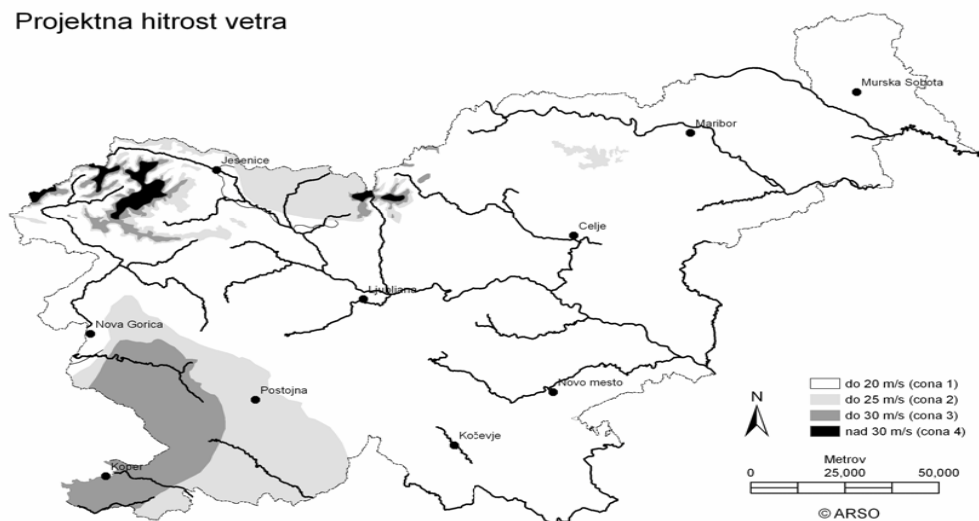 Projektna hitrost vetra
Murska Sobota
Maribor
Jesenice
Celje
Ljubljana
Nova Gorica
Postojna
Novo mesto
Kočevje
Koper
do 20 m/s (cona 1)
do 25 m/s (cona 2)
do 30 m/s (cona 3)
nad 30 m/s (cona 4)
N
Metrov
0 25,000 50,000
© ARSO